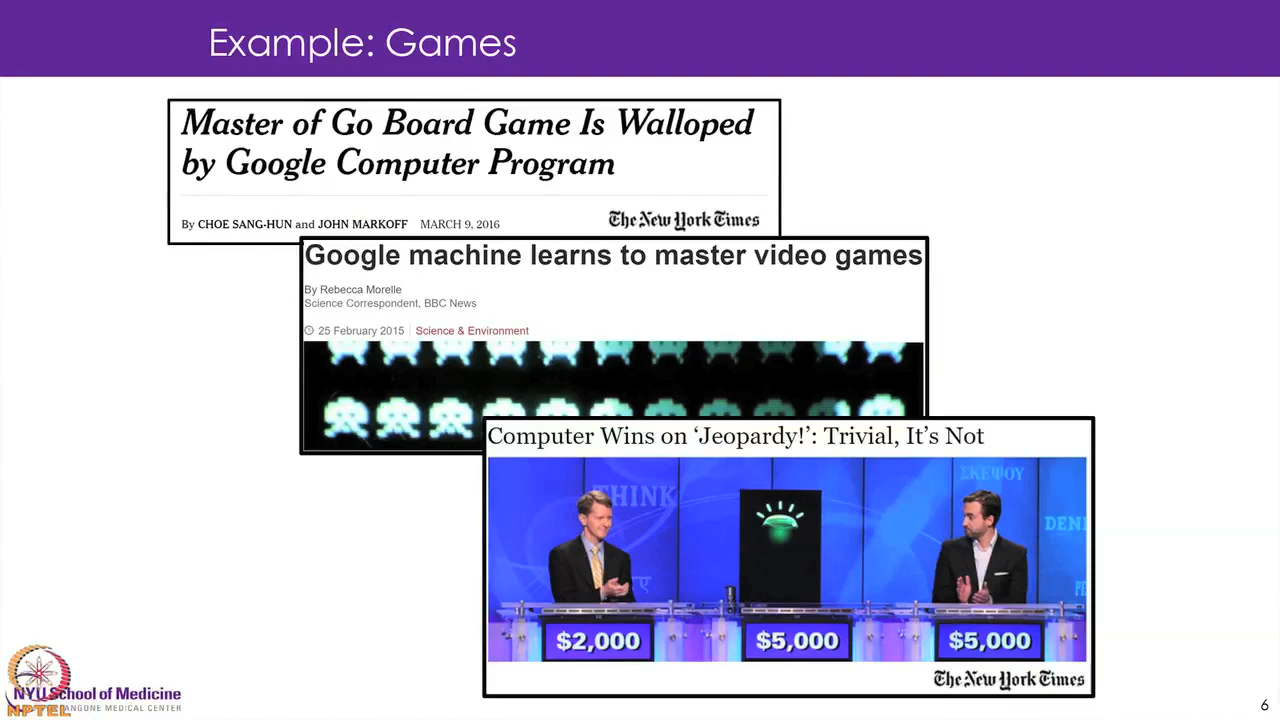 Example: Games
Master of Go Board Game Is Walloped
by Google Computer Program
By CHOE SANG-HUN and JOHN MARKOFF MARCH 9, 2016
The New York Times
Google machine learns to master video games
By Rebecca Morelle
Science Correspondent, BBC News
25 February 2015 Science & Environment
Computer Wins on ‘Jeopardy!’: Trivial, It’s Not
THINK
ΣΚΕΨΟΥ
$2,000
$5,000
$5,000
The New York Times
NYU School of Medicine
MEDICAL CENTER
NPTEL
6